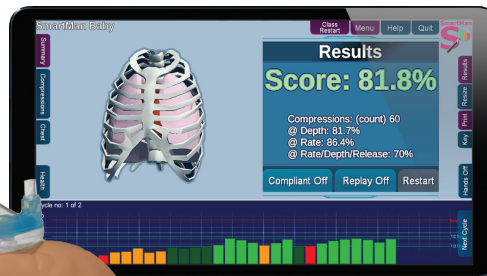 SmartMan Baby
Class
Restart
Menu
Help
Quit
SmartMan
S
Summary
Compressions
Chest
Health
Results
Score: 81.8%
Compressions: (count) 60
@ Depth: 81.7%
@ Rate: 86.4%
@ Rate/Depth/Release: 70%
Compliant Off
Replay Off
Restart
Results
Resize
Print
Key
Hands Off
Next Cycle
ycle no: 1 of 2